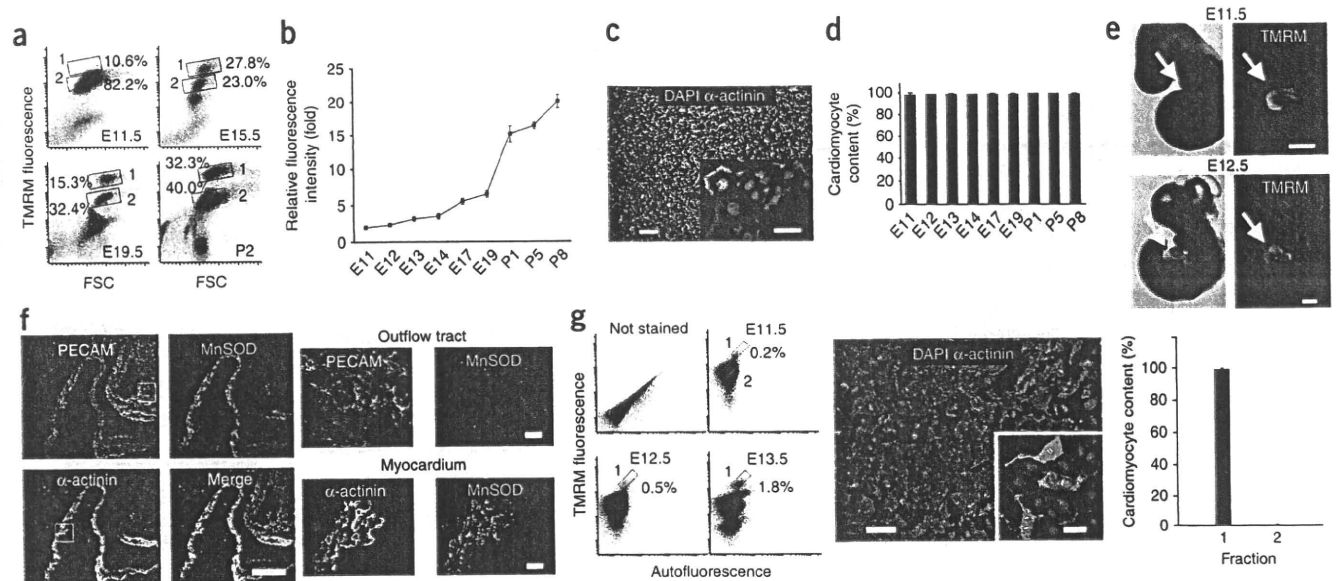 a
TMRM fluorescence
1
10.6%
2
82.2%
E11.5
1
27.8%
2
23.0%
E15.5
15.3%
1
32.4%
2
E19.5
32.3%
1
40.0%
2
P2
FSC
FSC
b
Relative fluorescence
intensity (fold)
25
20
15
10
5
0
E11
E12
E13
E14
E17
E19
P1
P5
P8
c
DAPI α-actinin
d
Cardiomyocyte
content (%)
100
80
60
40
20
0
E11
E12
E13
E14
E17
E19
P1
P5
P8
e
E11.5
TMRM
E12.5
TMRM
f
PECAM
MnSOD
α-actinin
Merge
Outflow tract
PECAM
MnSOD
Myocardium
α-actinin
MnSOD
g
TMRM fluorescence
Not stained
E11.5
1
0.2%
2
E12.5
1
0.5%
E13.5
1
1.8%
Autofluorescence
DAPI α-actinin
Cardiomyocyte content (%)
100
80
60
40
20
0
1
2
Fraction